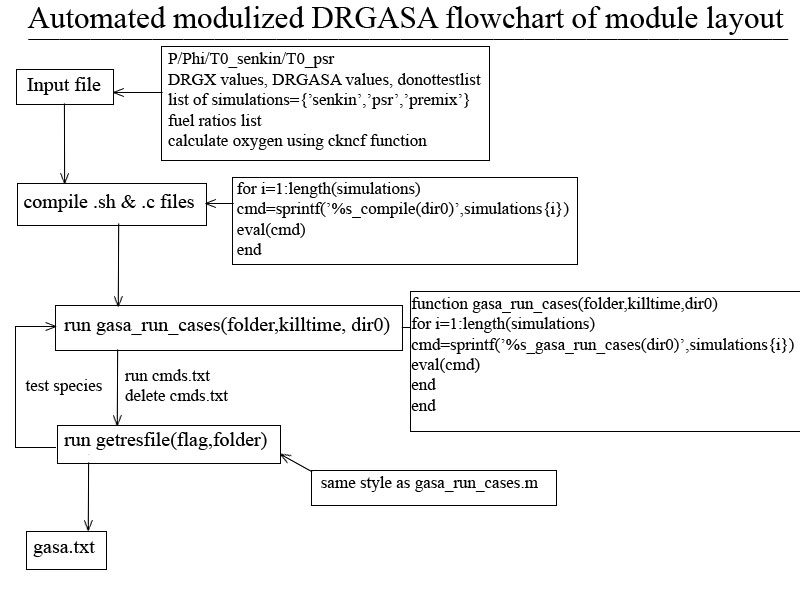 Automated modulized DRGASA flowchart of module layout
Input file
P/Phi/T0_senkin/T0_psr
DRGX values, DRGASA values, donottestlist
list of simulations={'senkin','psr','premix'}
fuel ratios list
calculate oxygen using ckncf function
compile .sh & .c files
for i=1:length(simulations)
cmd=sprintf('%s_compile(dir0)',simulations{i})
eval(cmd)
end
run gasa_run_cases(folder,killtime, dir0)
function gasa_run_cases(folder,killtime,dir0)
for i=1:length(simulations)
cmd=sprintf('%s_gasa_run_cases(dir0)',simulations{i})
eval(cmd)
end
end
test species
run cmds.txt
delete cmds.txt
run getresfile(flag,folder)
same style as gasa_run_cases.m
gasa.txt